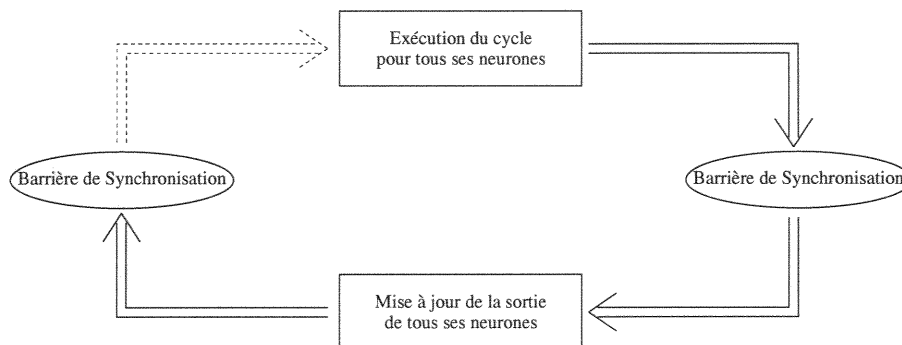 Exécution du cycle
pour tous ses neurones
Barrière de Synchronisation
Barrière de Synchronisation
Mise à jour de la sortie
de tous ses neurones